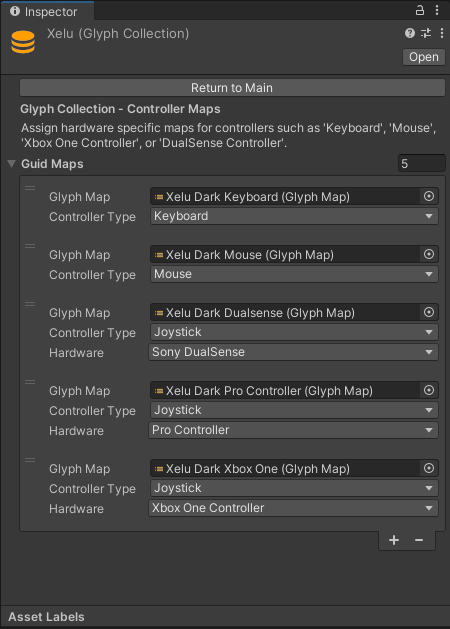 Inspector
Xelu (Glyph Collection)
Open
Return to Main
Glyph Collection - Controller Maps
Assign hardware specific maps for controllers such as 'Keyboard', 'Mouse',
'Xbox One Controller', or 'DualSense Controller'.
Guid Maps 5
Glyph Map Xelu Dark Keyboard (Glyph Map)
Controller Type Keyboard
Glyph Map Xelu Dark Mouse (Glyph Map)
Controller Type Mouse
Glyph Map Xelu Dark Dualsense (Glyph Map)
Controller Type Joystick
Hardware Sony DualSense
Glyph Map Xelu Dark Pro Controller (Glyph Map)
Controller Type Joystick
Hardware Pro Controller
Glyph Map Xelu Dark Xbox One (Glyph Map)
Controller Type Joystick
Hardware Xbox One Controller
+ −
Asset Labels